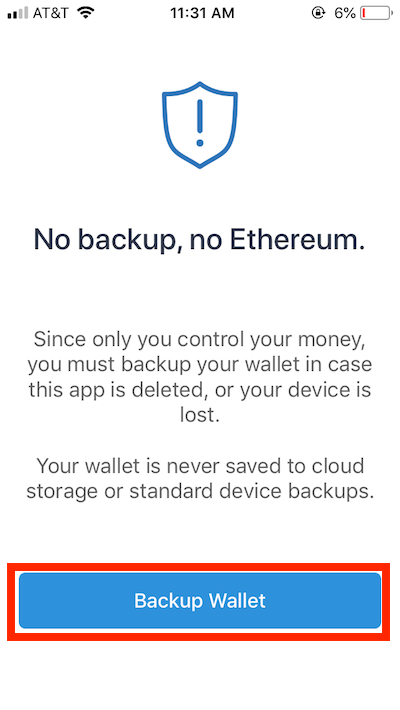 AT&T 11:31 AM 6%
No backup, no Ethereum.
Since only you control your money,
you must backup your wallet in case
this app is deleted, or your device is
lost.
Your wallet is never saved to cloud
storage or standard device backups.
Backup Wallet